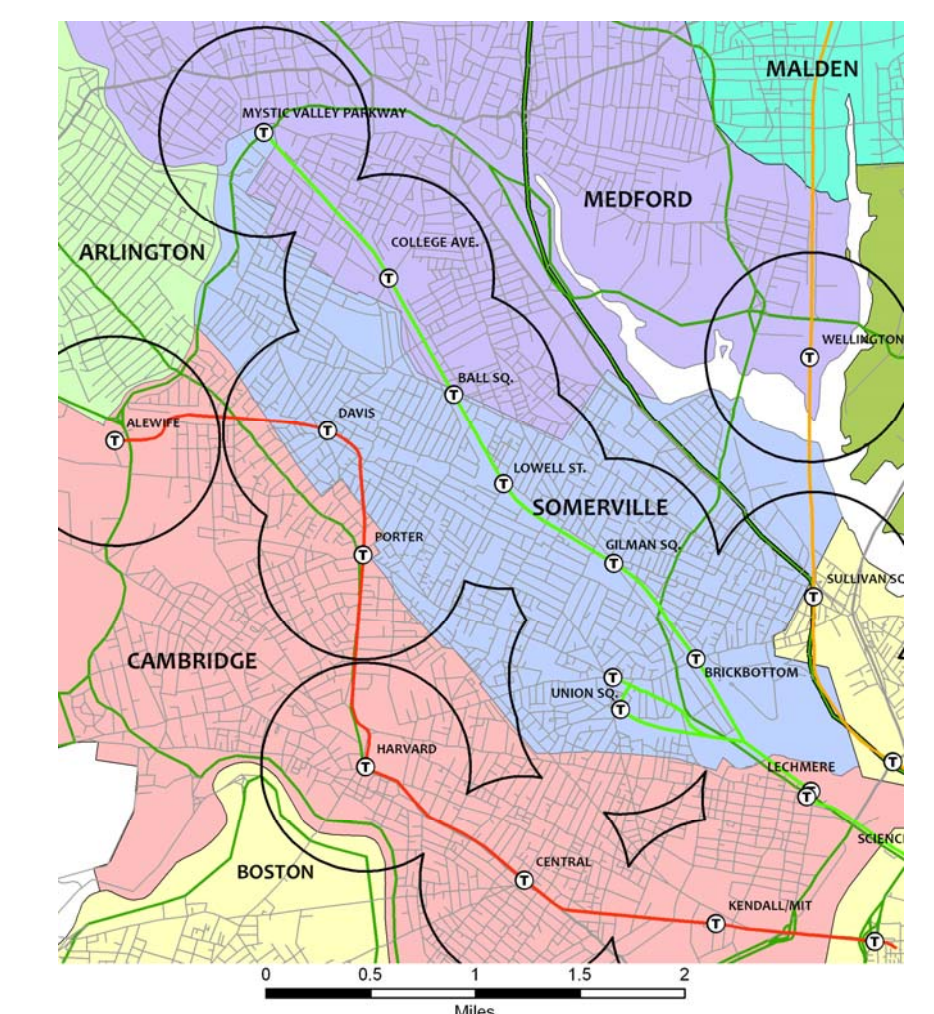 MALDEN
MYSTIC VALLEY PARKWAY
T
MEDFORD
ARLINGTON
COLLEGE AVE.
T
WELLINGTON
T
BALL SQ.
T
DAVIS
T
ALEWIFE
T
LOWELL ST.
T
SOMERVILLE
PORTER
T
GILMAN SQ.
T
SULLIVAN SQ
T
CAMBRIDGE
BRICKBOTTOM
T
T
UNION SQ.
T
HARVARD
T
LECHMERE
T
T
T
SCIENC
BOSTON
CENTRAL
T
KENDALL/MIT
T
T
0 0.5 1 1.5 2
Miles